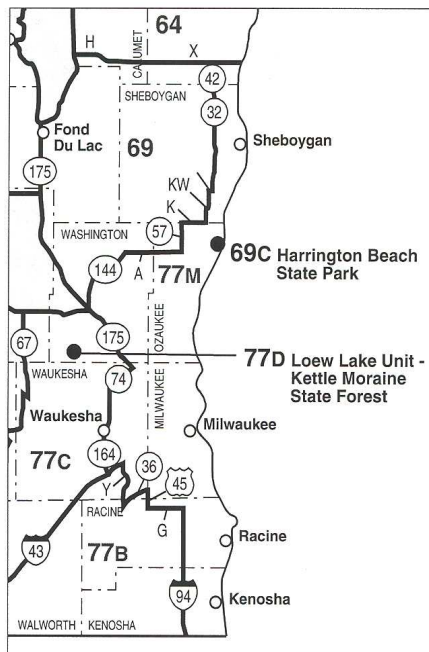 64
H
X
CALUMET
42
SHEBOYGAN
32
Fond
Du Lac
Sheboygan
69
175
KW
K
57
WASHINGTON
69C Harrington Beach
State Park
144
A
77M
175
OZAUKEE
67
77D Loew Lake Unit -
Kettle Moraine
State Forest
WAUKESHA
74
MILWAUKEE
Waukesha
Milwaukee
77C
164
36
Y
45
RACINE
G
43
77B
Racine
94
Kenosha
WALWORTH
KENOSHA